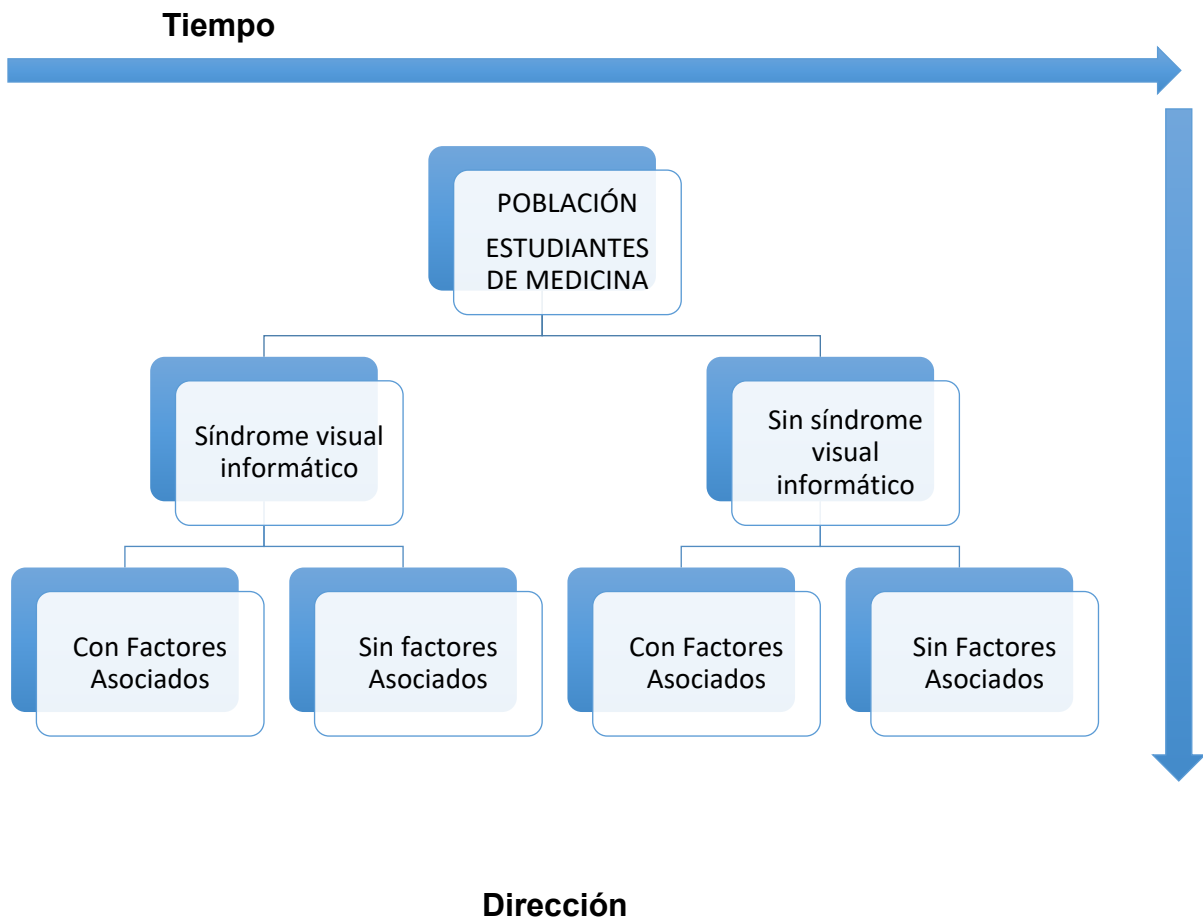 Tiempo
POBLACIÓN
ESTUDIANTES
DE MEDICINA
Síndrome visual
informático
Sin síndrome
visual
informático
Con Factores
Asociados
Sin factores
Asociados
Con Factores
Asociados
Sin Factores
Asociados
Dirección